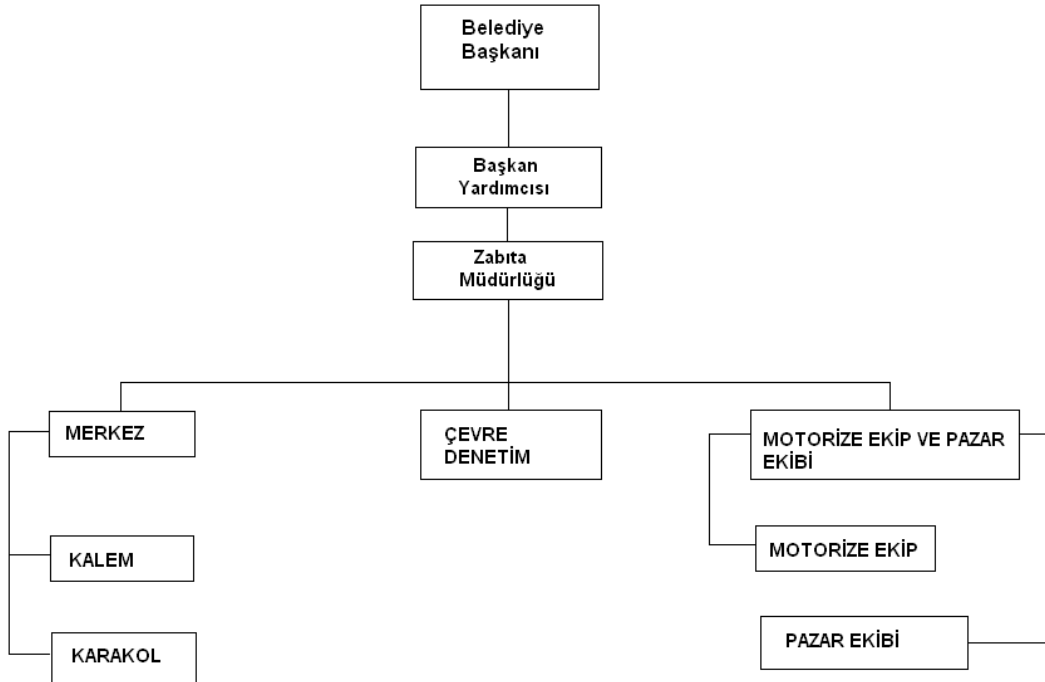 Belediye
Başkanı
Başkan
Yardımcısı
Zabıta
Müdürlüğü
MERKEZ
ÇEVRE
DENETİM
MOTORİZE EKİP VE PAZAR
EKİBİ
KALEM
MOTORİZE EKİP
KARAKOL
PAZAR EKİBİ